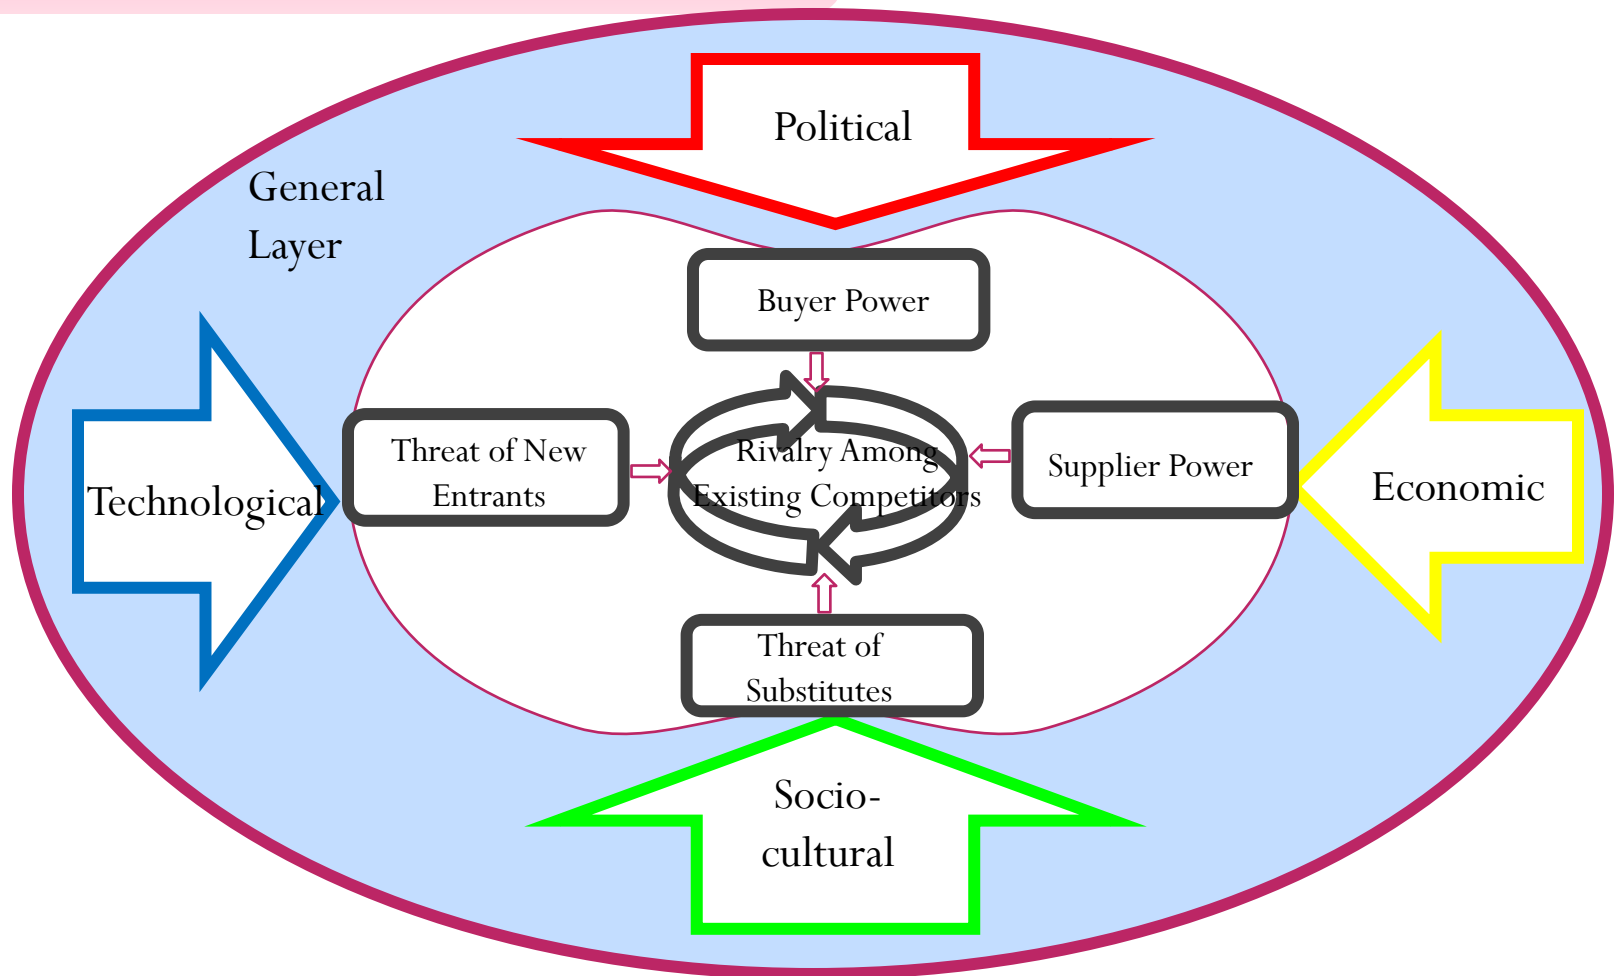 Political
General
Layer
Buyer Power
Threat of New
Entrants
Rivalry Among
Existing Competitors
Supplier Power
Technological
Economic
Threat of
Substitutes
Socio-
cultural